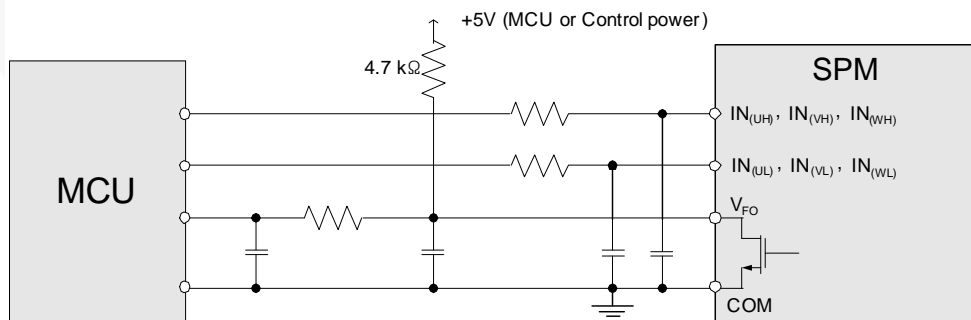 +5V (MCU or Control power)
4.7 kΩ
SPM
MCU
IN(UH), IN(VH), IN(WH)
IN(UL), IN(VL), IN(WL)
VFO
COM